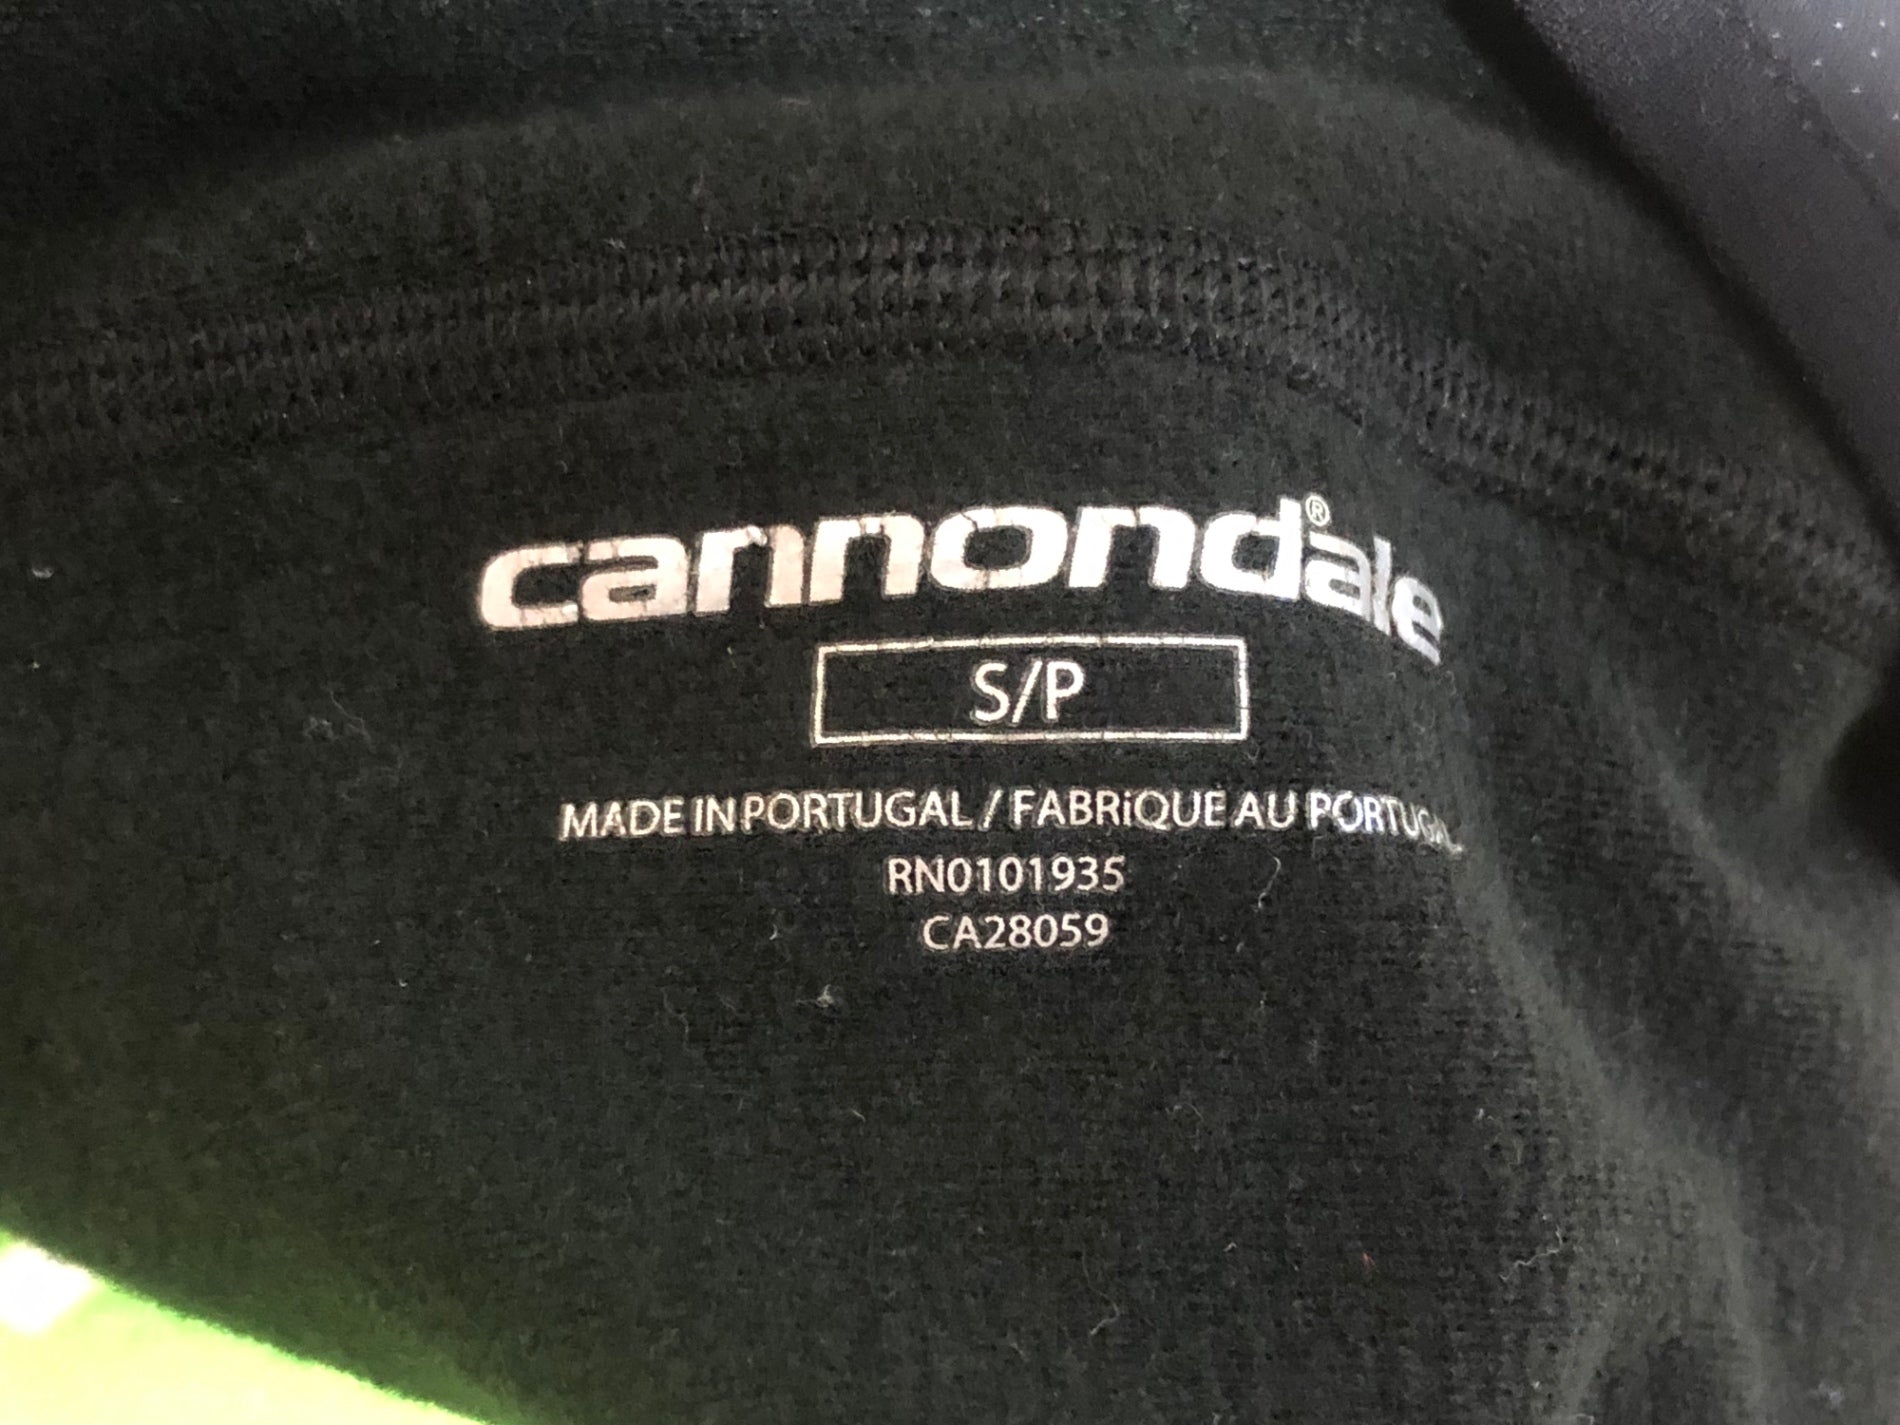 cannondale®
S/P
MADE IN PORTUGAL / FABRiQUE AU PORTUGAL
RN0101935
CA28059